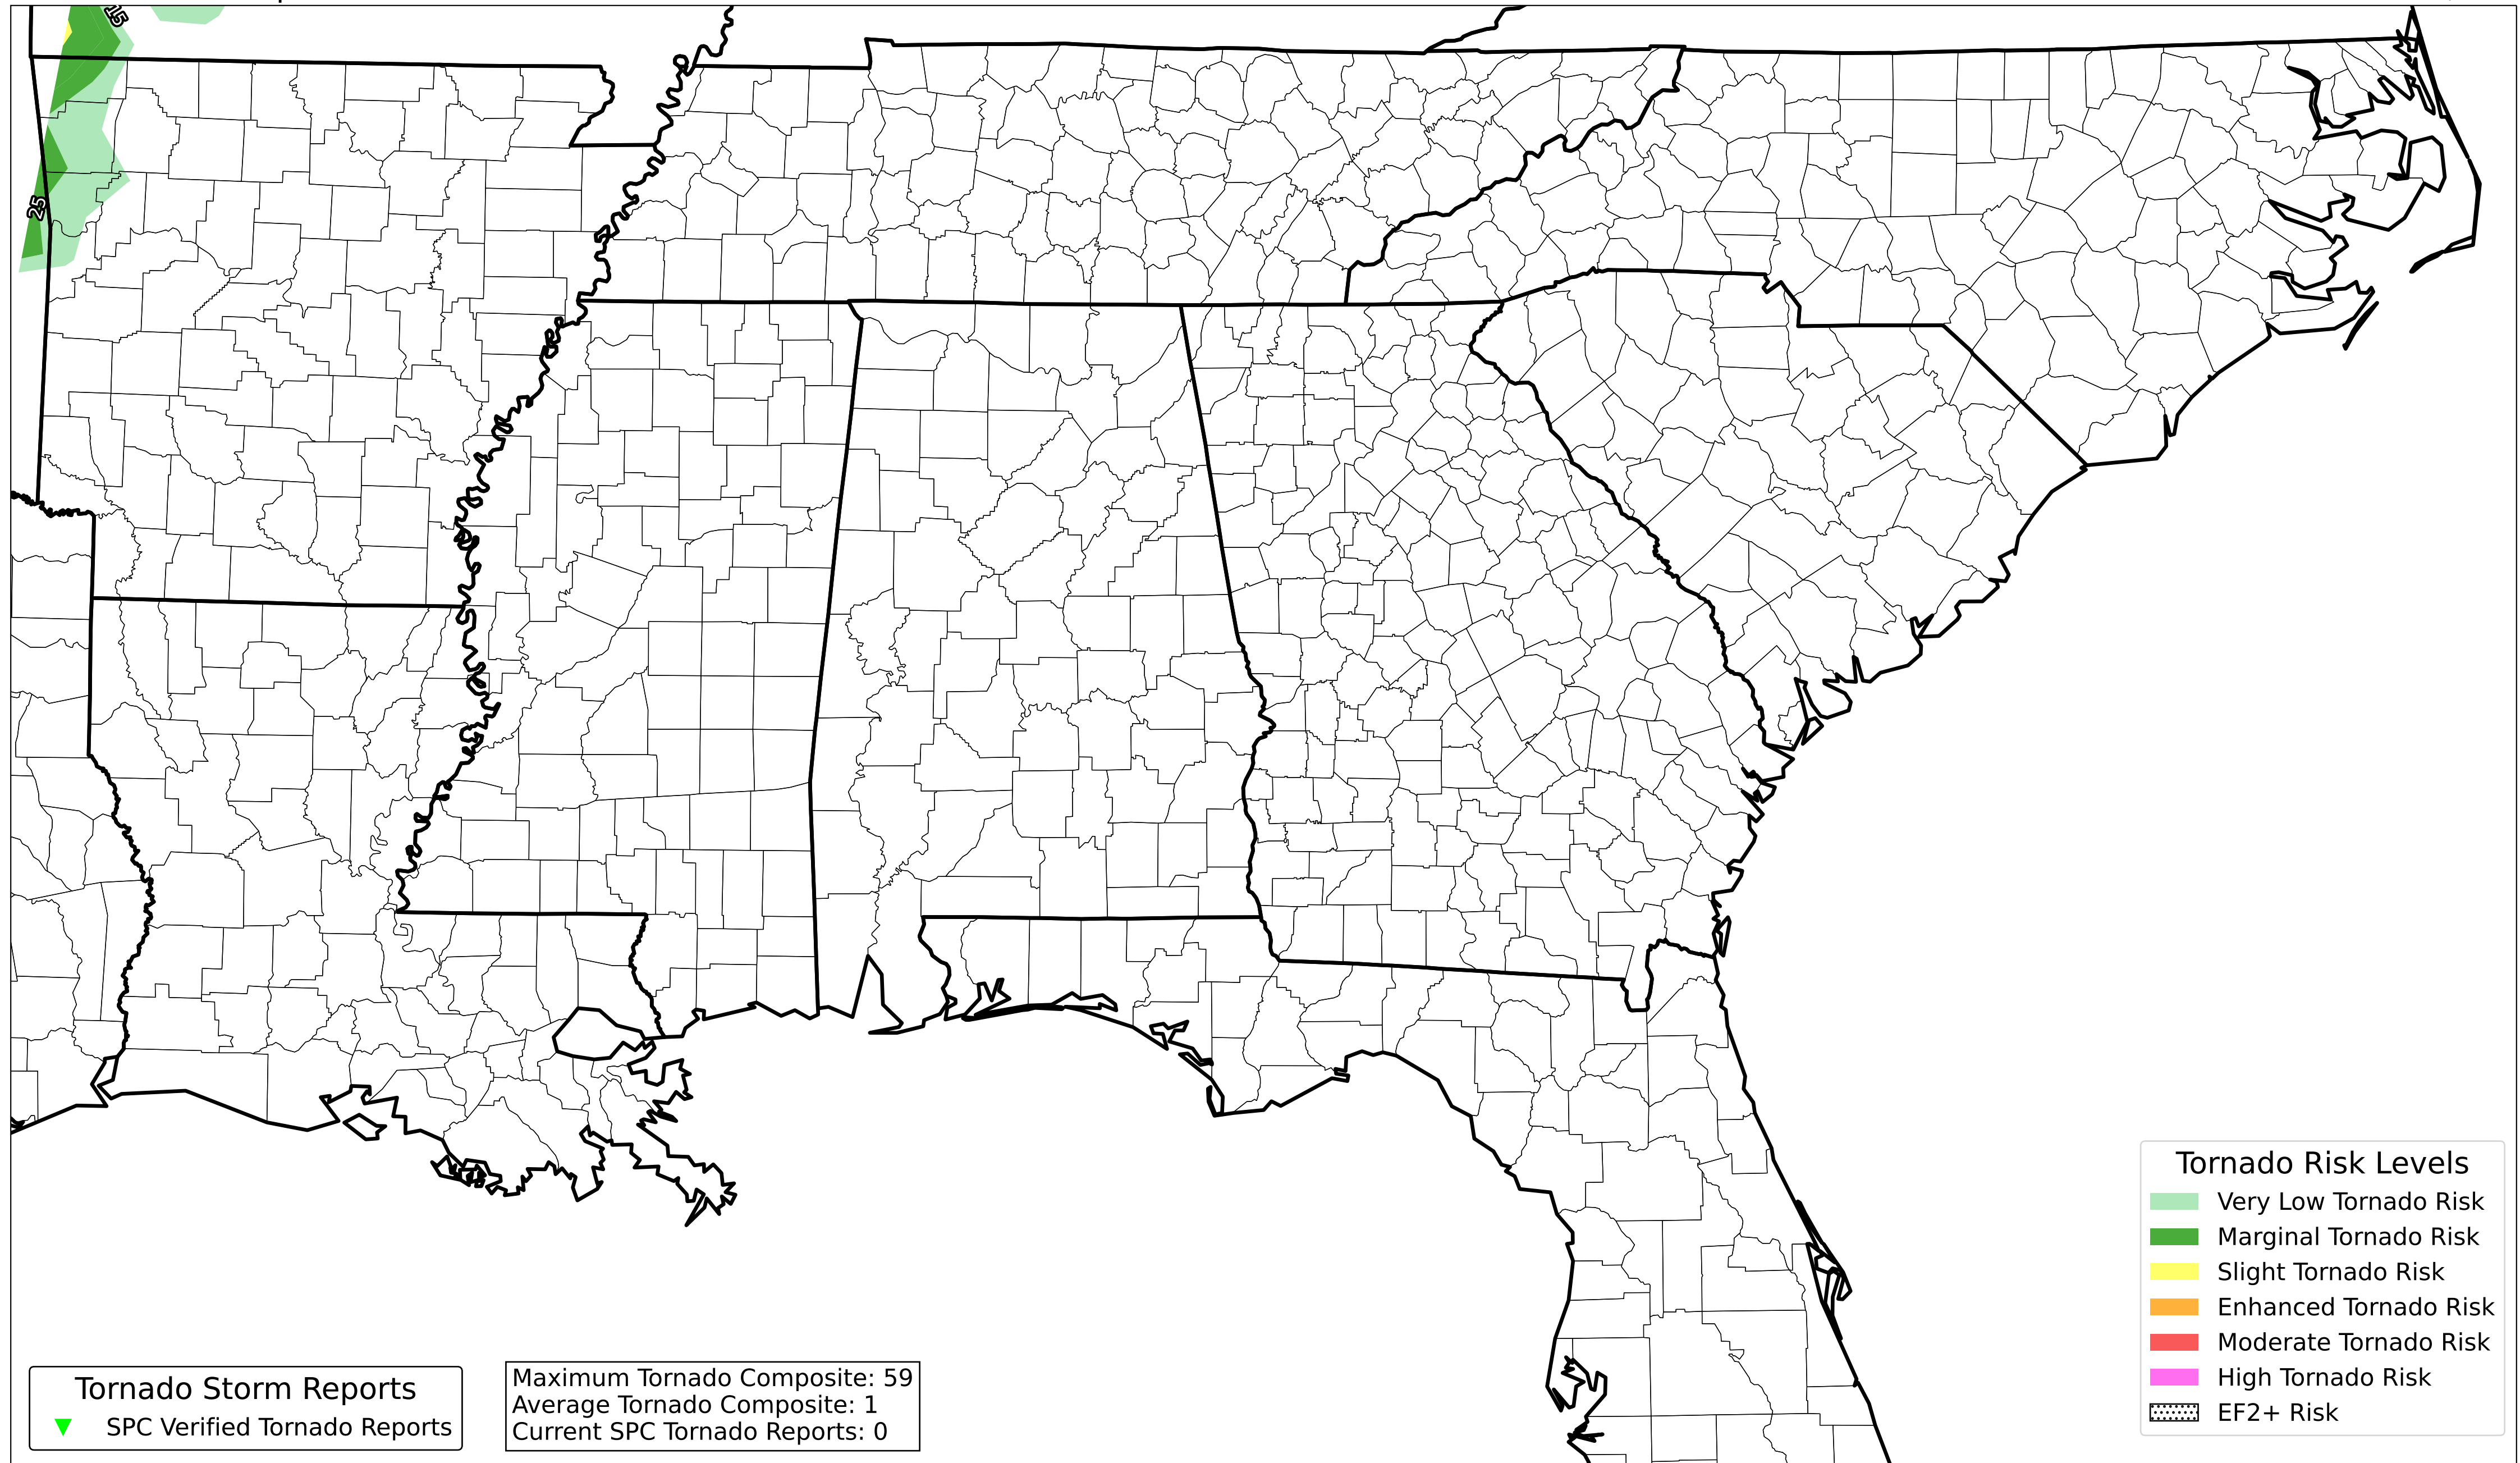 15
25
Tornado Risk Levels
Very Low Tornado Risk
Marginal Tornado Risk
Slight Tornado Risk
Enhanced Tornado Risk
Moderate Tornado Risk
High Tornado Risk
EF2+ Risk
Tornado Storm Reports
SPC Verified Tornado Reports
Maximum Tornado Composite: 59
Average Tornado Composite: 1
Current SPC Tornado Reports: 0